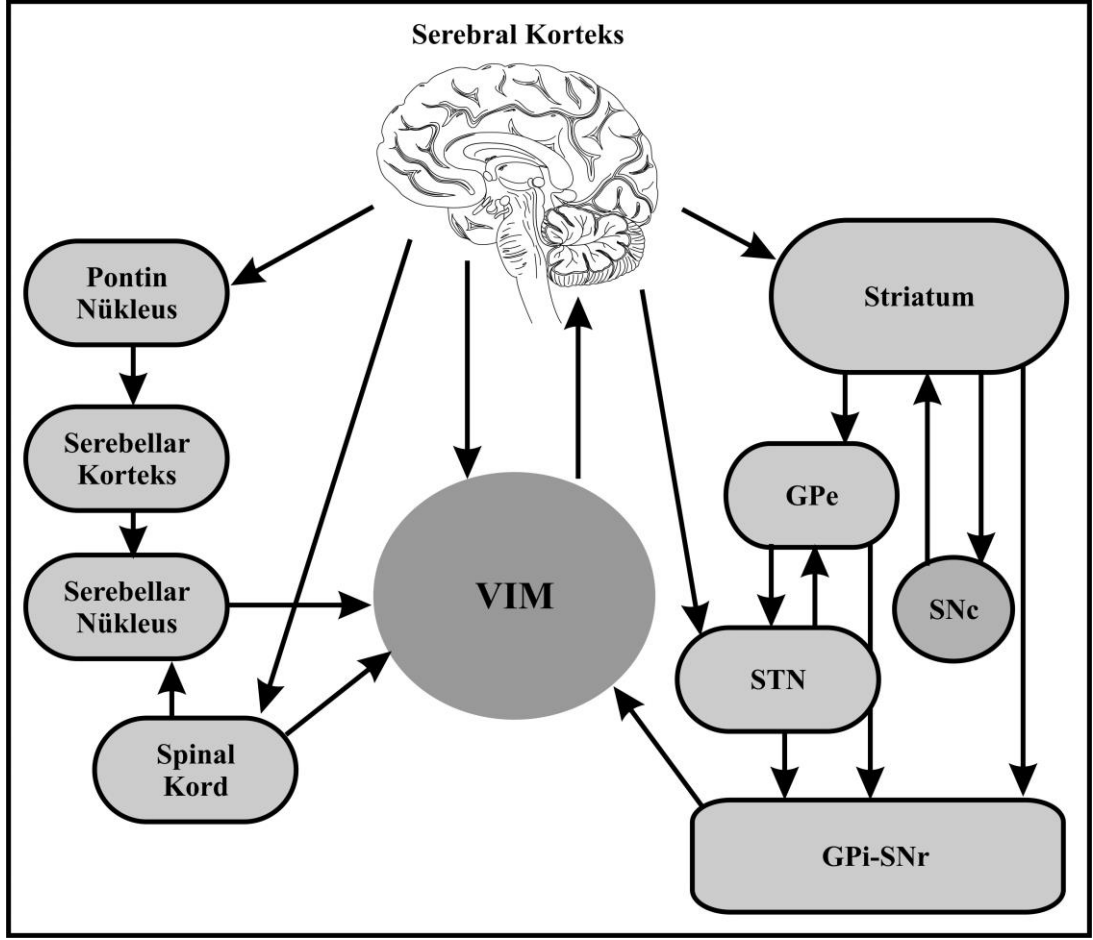 Serebral Korteks
Pontin
Nükleus
Striatum
Serebellar
Korteks
GPe
Serebellar
Nükleus
VIM
SNc
STN
Spinal
Kord
GPi-SNr